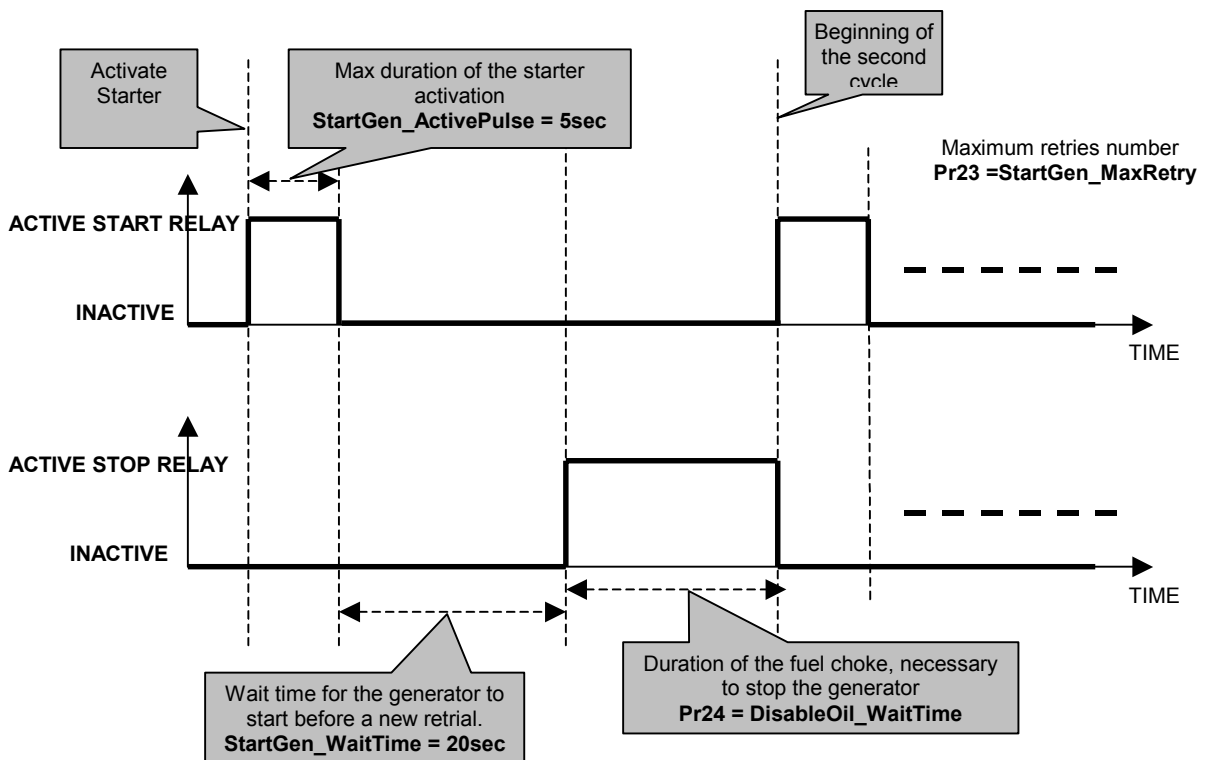 Activate
Starter
Max duration of the starter
activation
StartGen_ActivePulse = 5sec
Beginning of
the second
cycle
Maximum retries number
Pr23 =StartGen_MaxRetry
ACTIVE START RELAY
INACTIVE
TIME
ACTIVE STOP RELAY
INACTIVE
TIME
Wait time for the generator to
start before a new retrial.
StartGen_WaitTime = 20sec
Duration of the fuel choke, necessary
to stop the generator
Pr24 = DisableOil_WaitTime